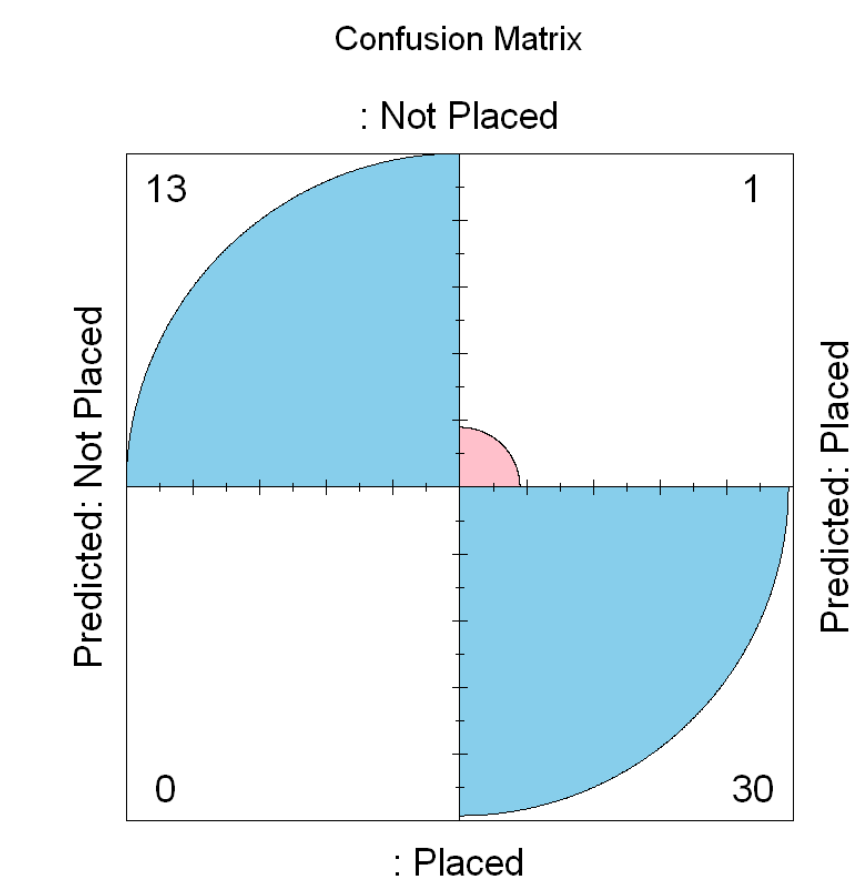 Confusion Matrix
: Not Placed
13
1
Predicted: Not Placed
Predicted: Placed
0
30
: Placed